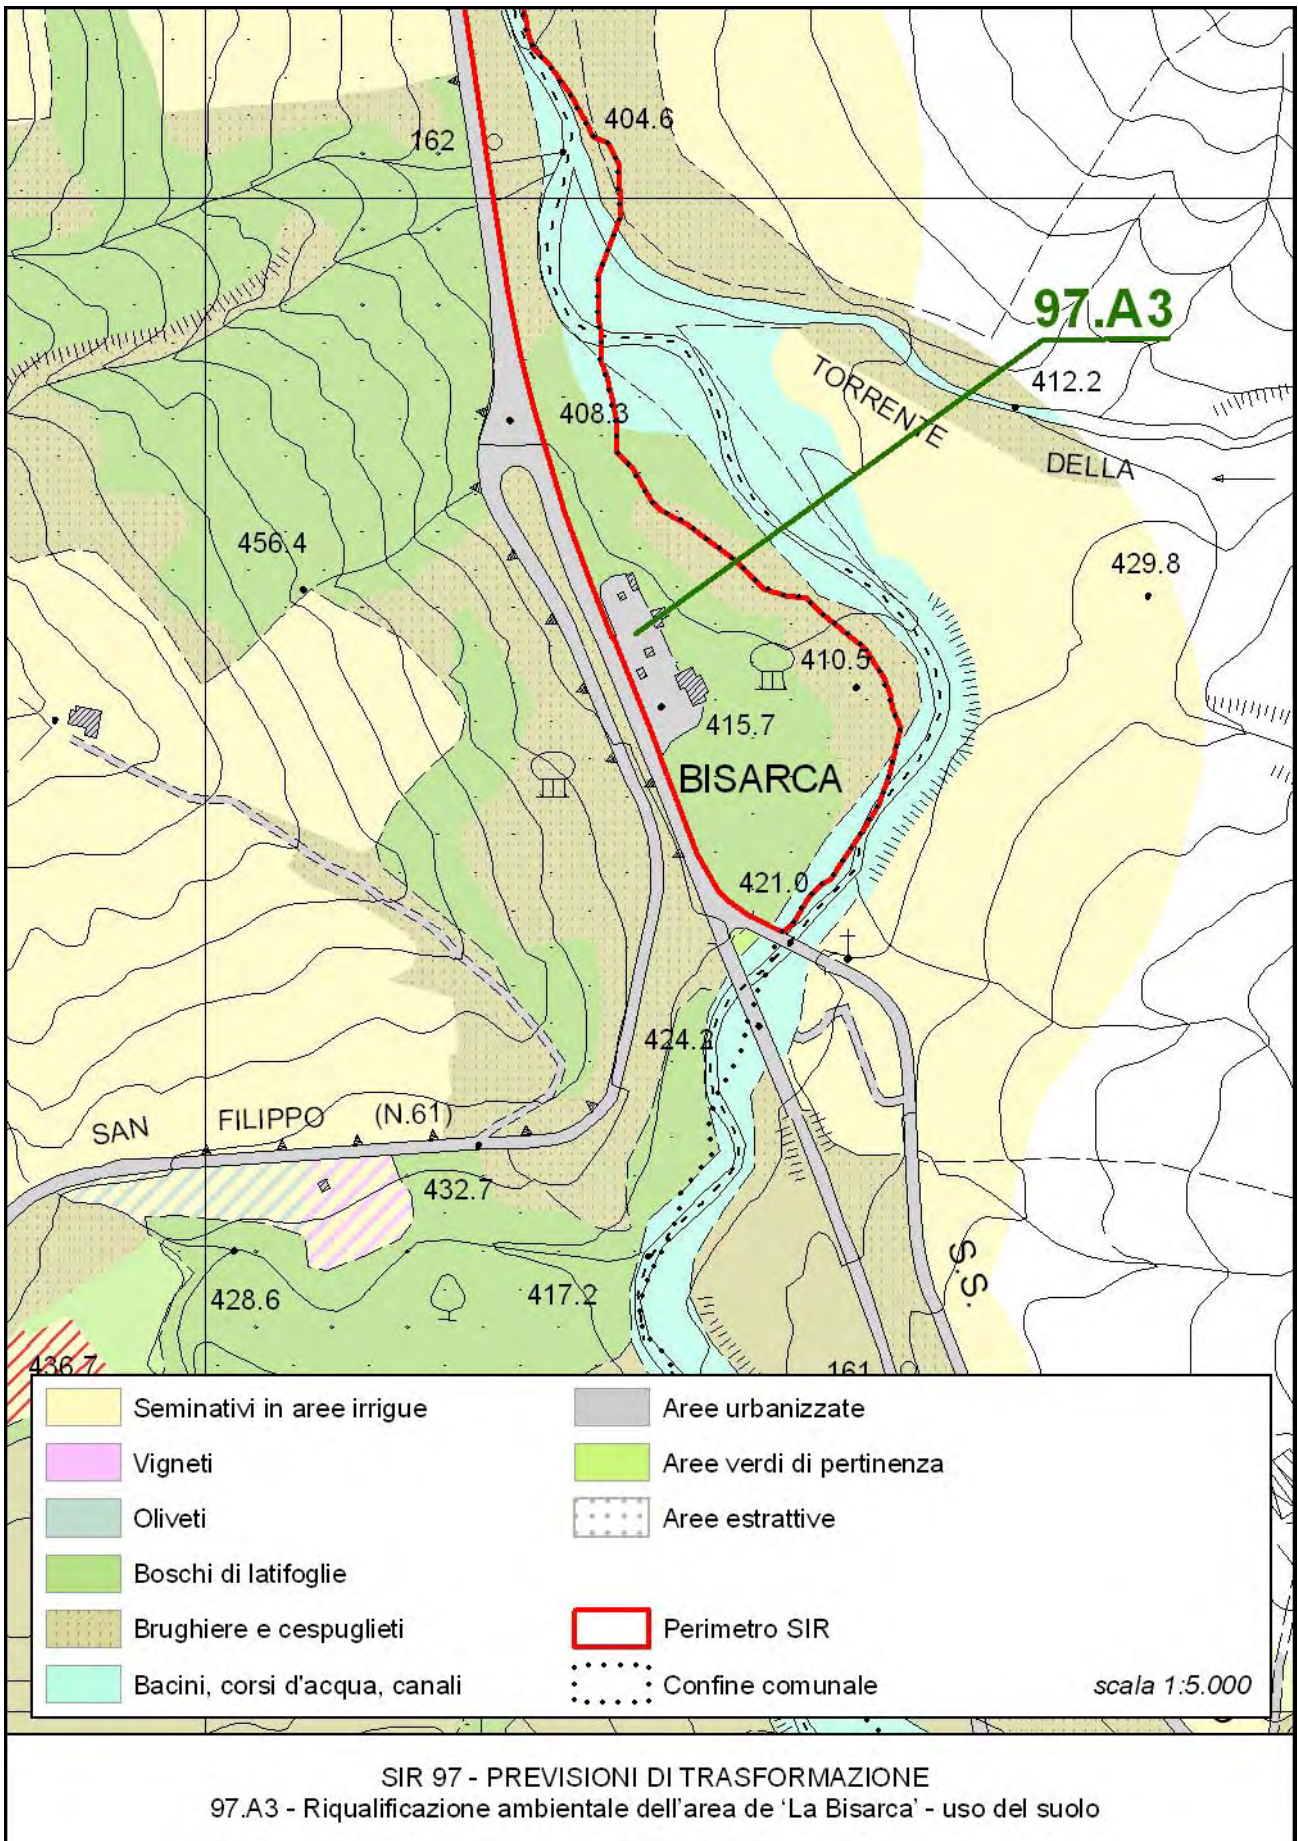 404.6
162
97.A3
412.2
TORRENTE
DELLA
408.3
456.4
429.8
410.5
415.7
BISARCA
421.0
424.2
SAN FILIPPO (N.61)
432.7
S.S.
428.6
417.2
436.7
161
Seminativi in aree irrigue
Vigneti
Oliveti
Boschi di latifoglie
Brughiere e cespuglieti
Bacini, corsi d'acqua, canali
Aree urbanizzate
Aree verdi di pertinenza
Aree estrattive
Perimetro SIR
Confine comunale
scala 1:5.000
SIR 97 - PREVISIONI DI TRASFORMAZIONE
97.A3 - Riqualificazione ambientale dell'area de 'La Bisarca' - uso del suolo